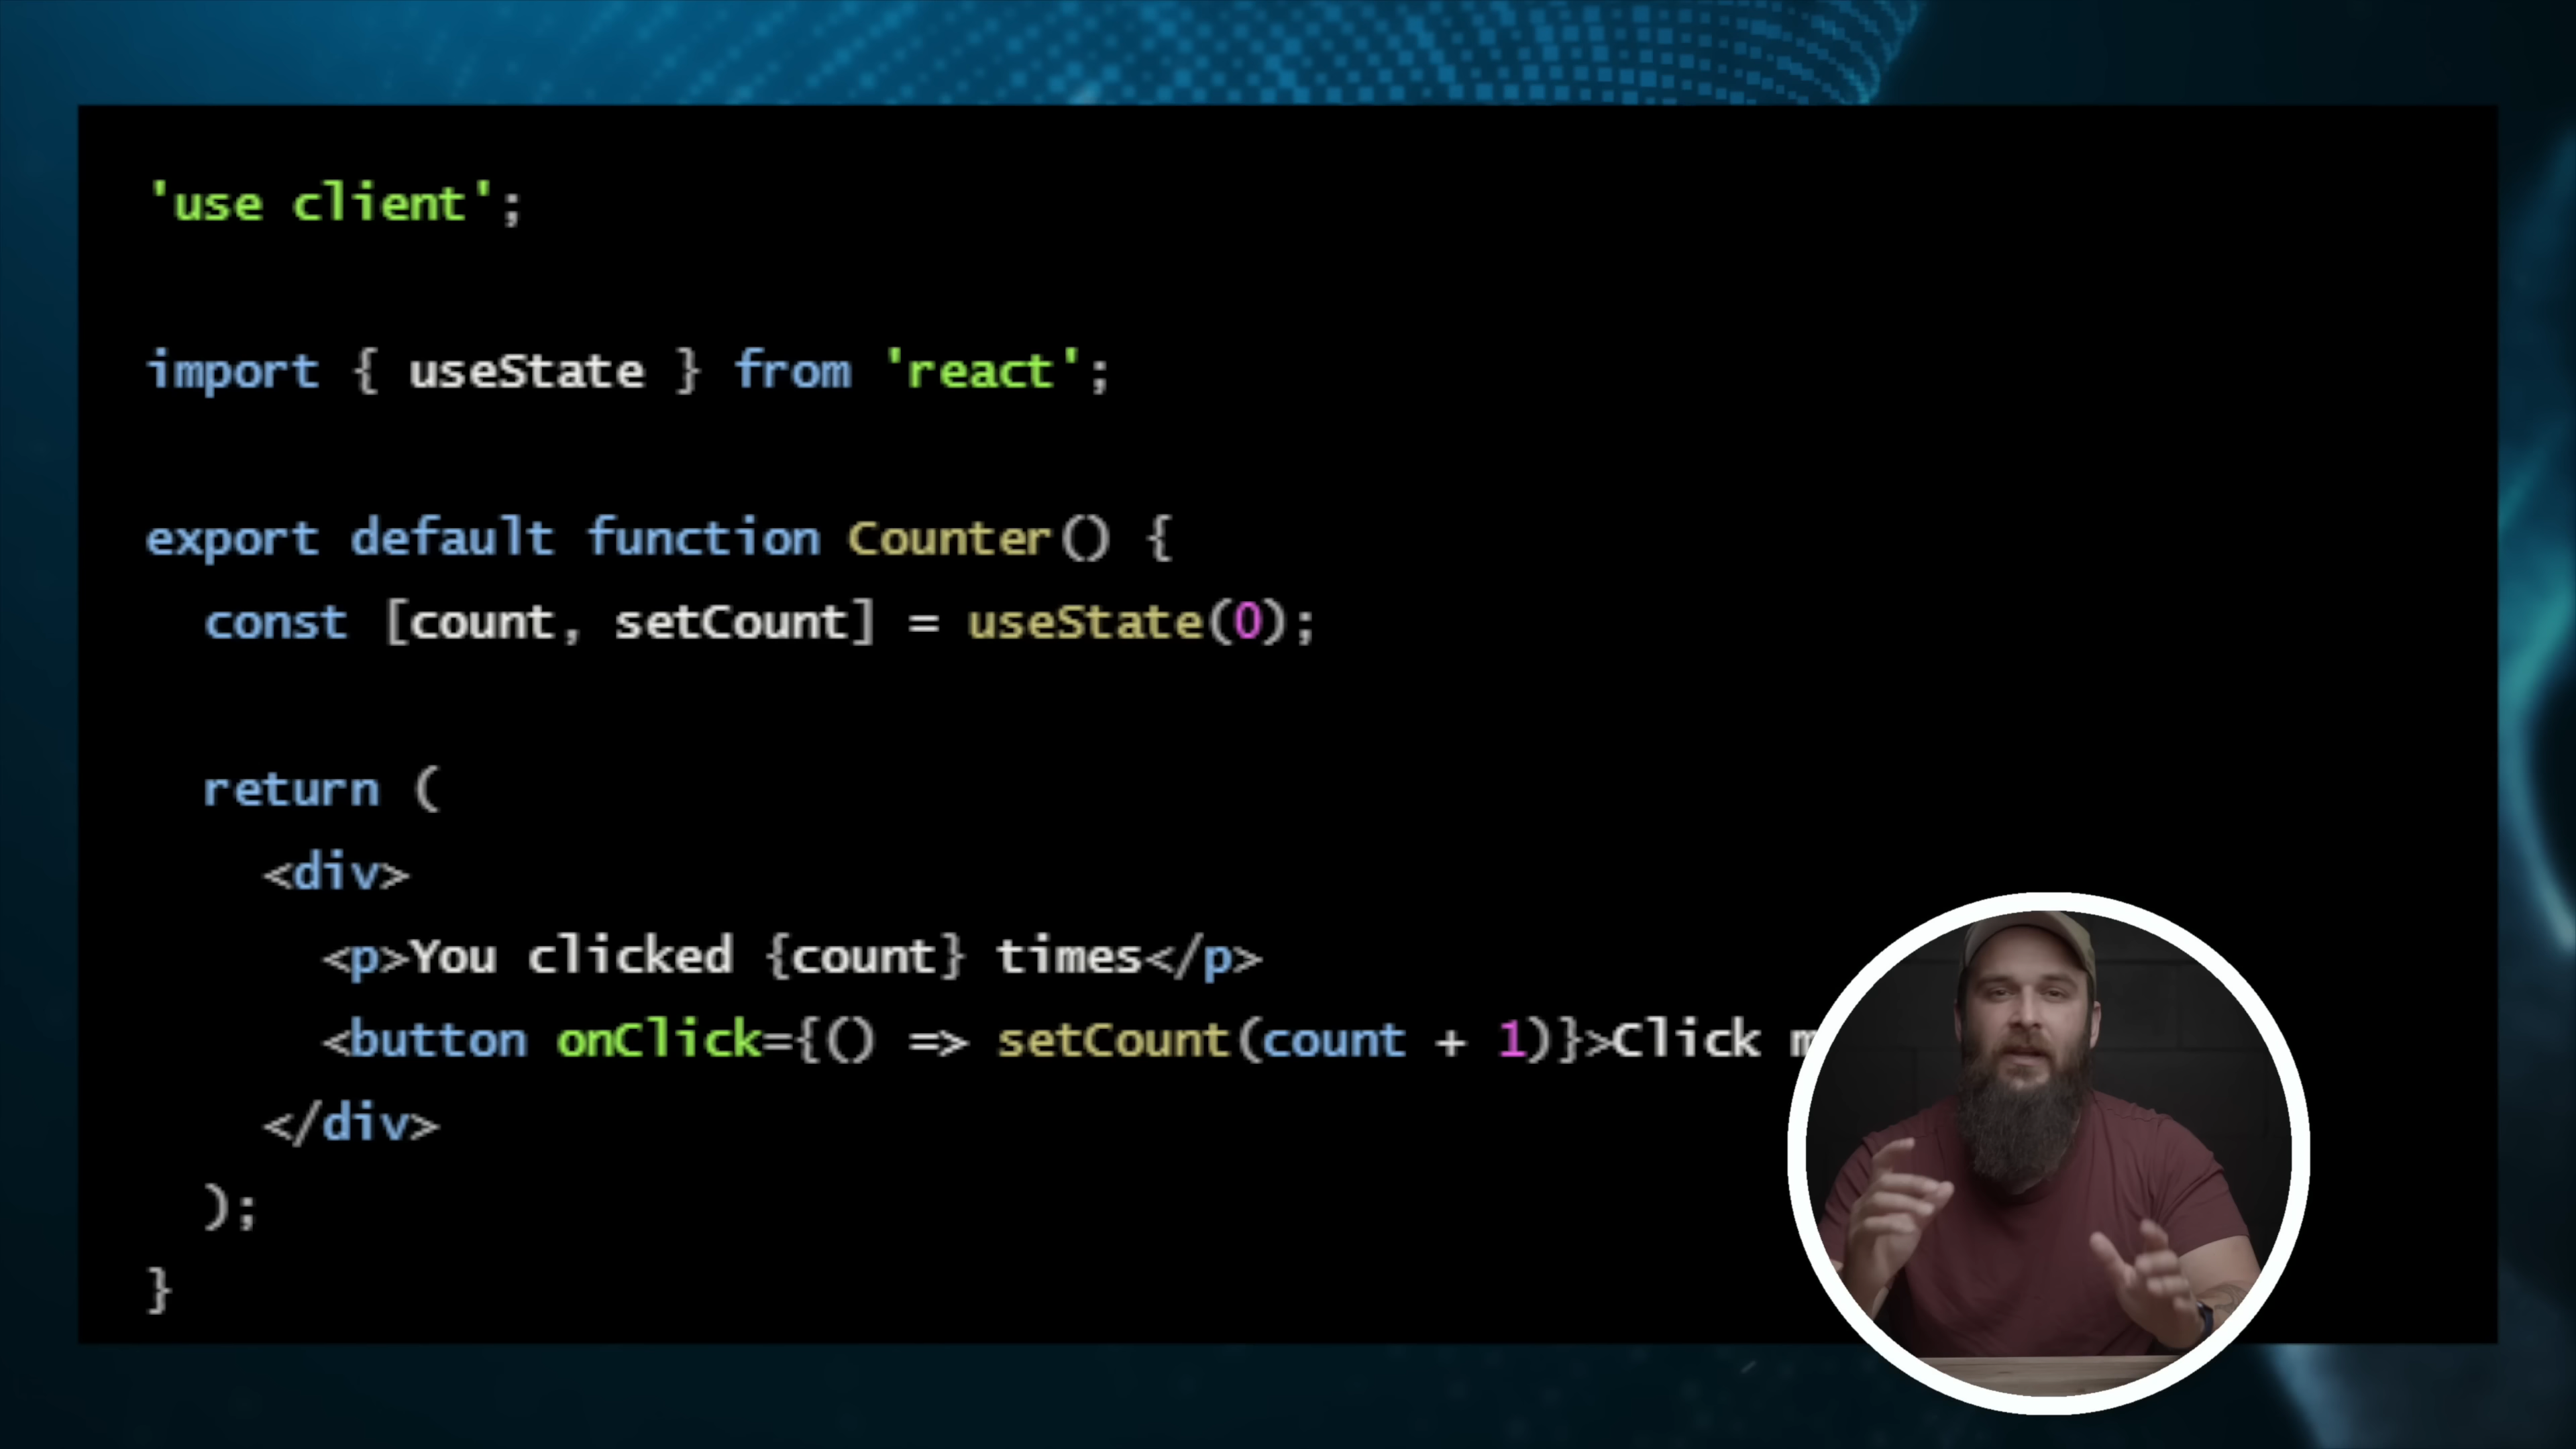 'use client';
import { useState } from 'react';
export default function Counter() {
const [count, setCount] = useState(0);
return (
<div>
<p>You clicked {count} times</p>
<button onClick={() => setCount(count + 1)}>Click
</div>
);
}